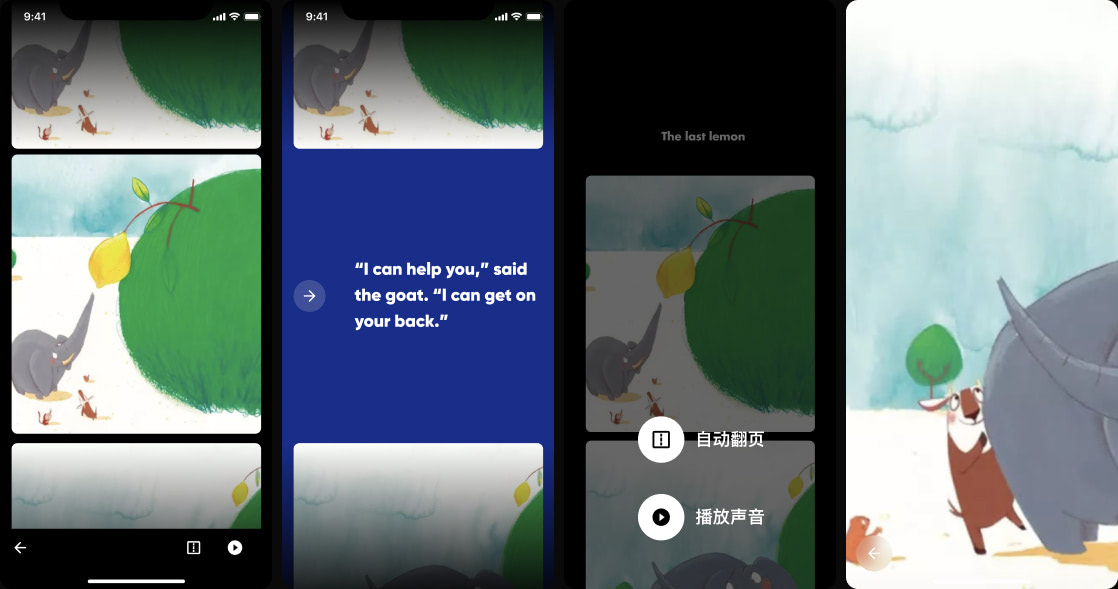 9:41
9:41
“I can help you,” said
the goat. “I can get on
your back.”
The last lemon
自动翻页
播放声音